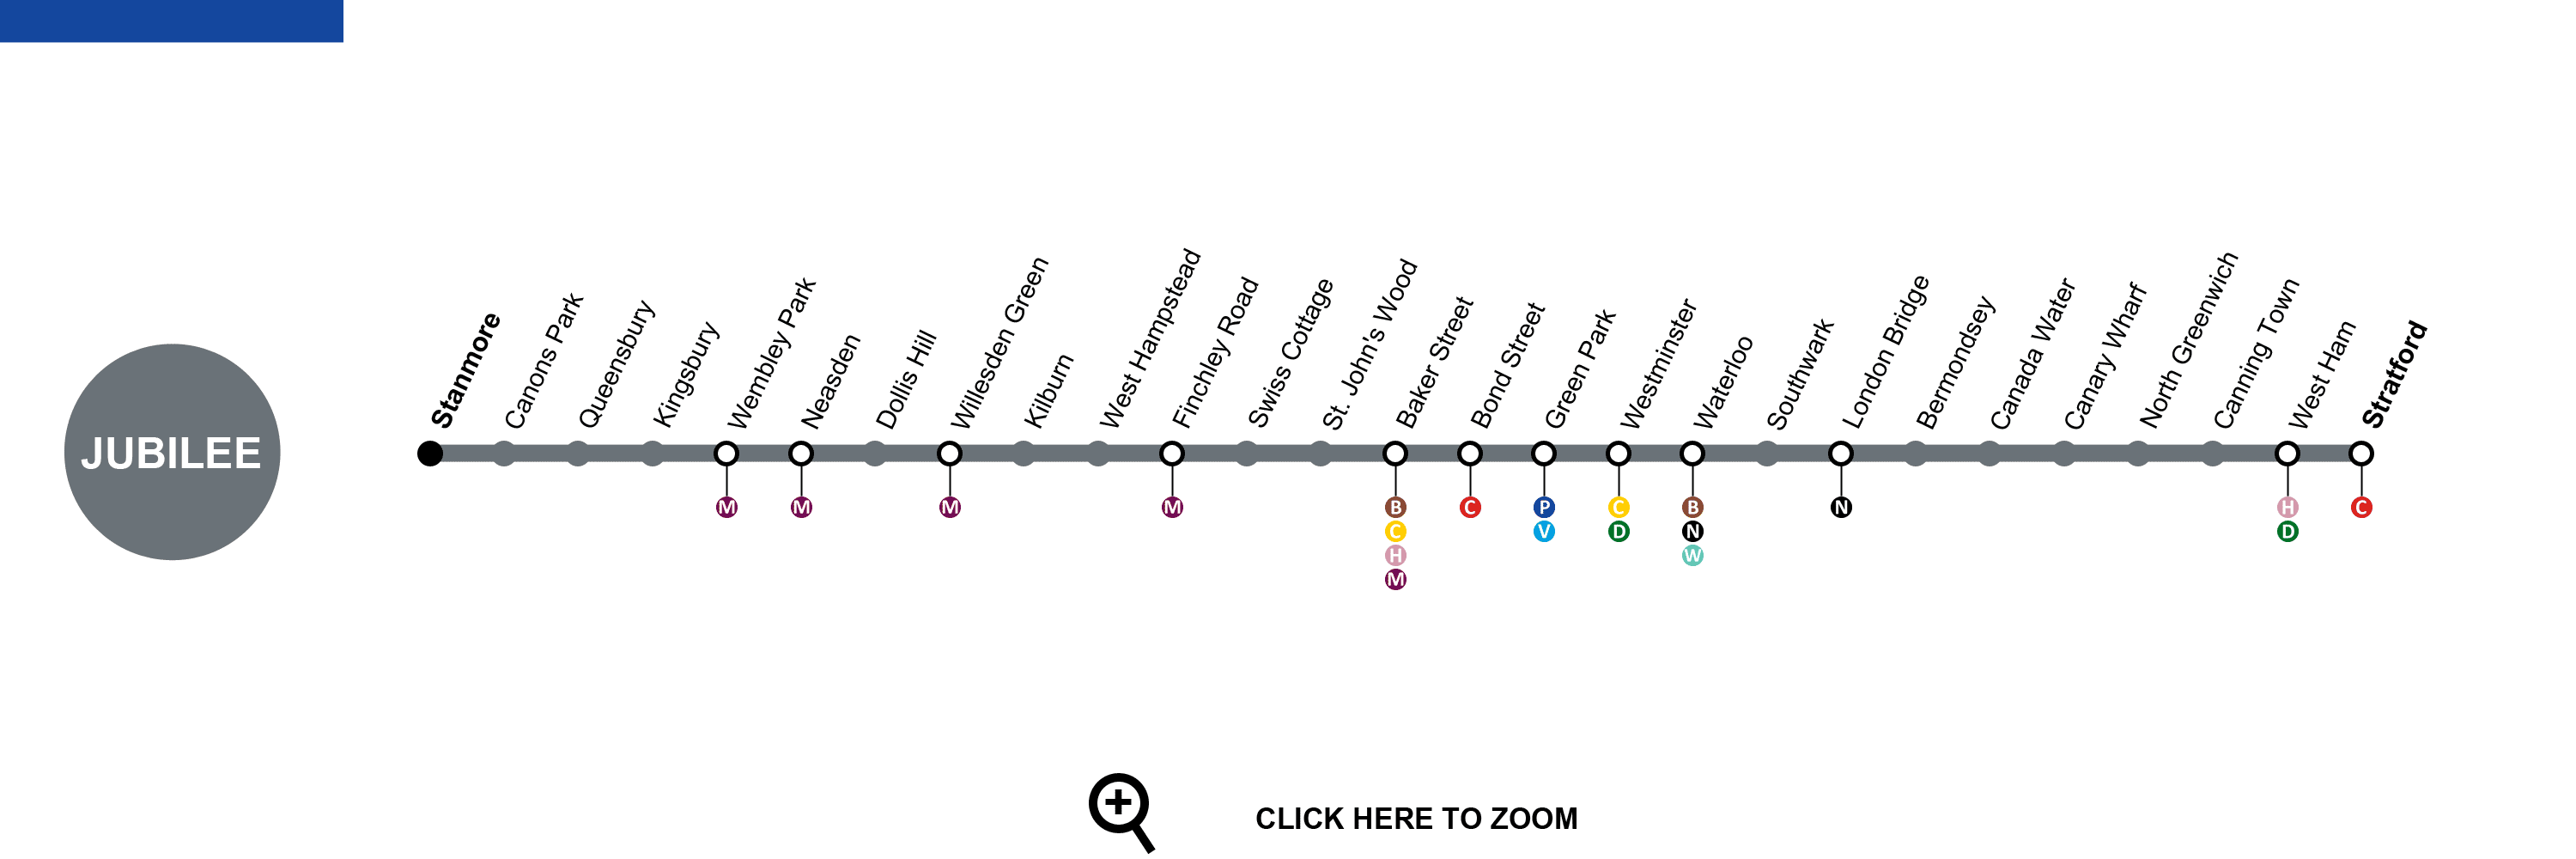 JUBILEE
Stanmore
Canons Park
Queensbury
Kingsbury
Wembley Park
Neasden
Dollis Hill
Willesden Green
Kilburn
West Hampstead
Finchley Road
Swiss Cottage
St. John's Wood
Baker Street
Bond Street
Green Park
Westminster
Waterloo
Southwark
London Bridge
Bermondsey
Canada Water
Canary Wharf
North Greenwich
Canning Town
West Ham
Stratford
M
M
M
M
B
C
H
M
C
P
V
C
D
B
N
W
N
H
D
C
CLICK HERE TO ZOOM